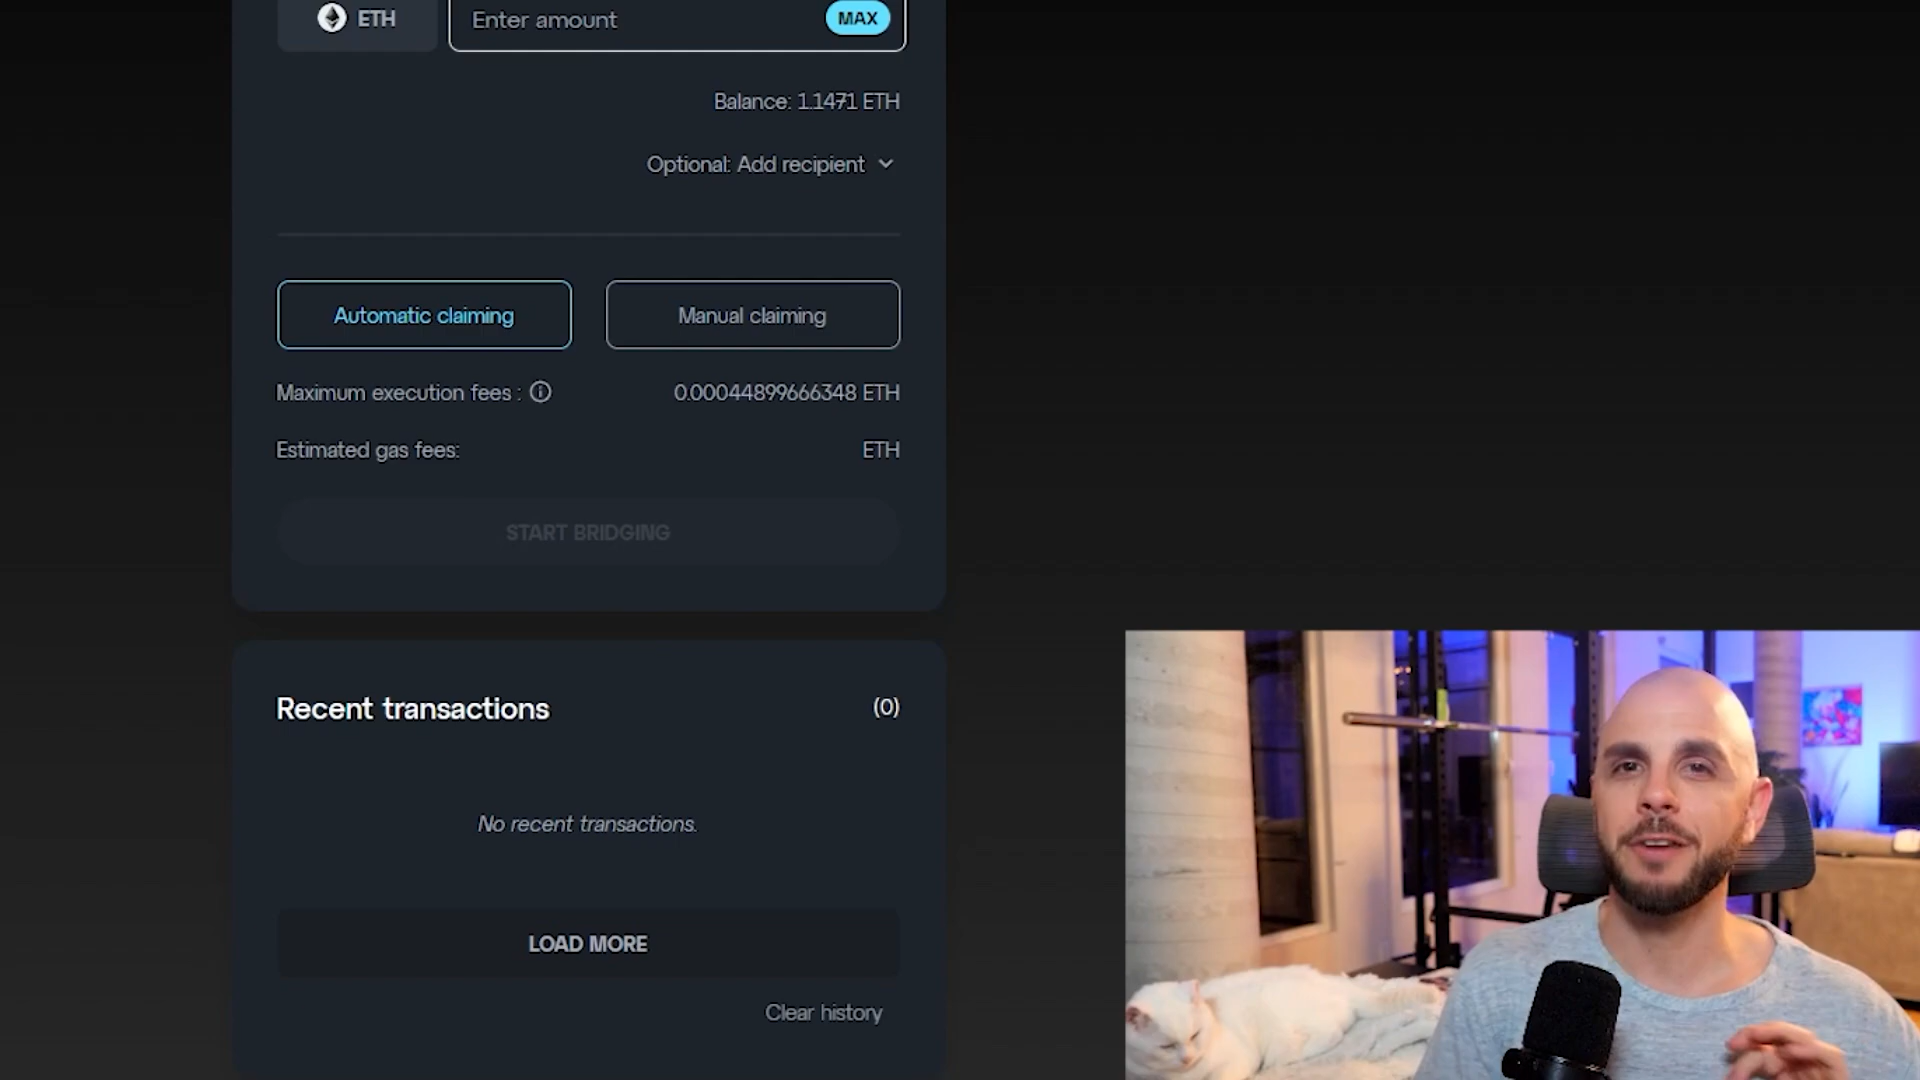 ETH
Enter amount
MAX
Balance: 1.1471 ETH
Optional: Add recipient
Automatic claiming
Manual claiming
Maximum execution fees :
0.00044899666348 ETH
Estimated gas fees:
ETH
START BRIDGING
Recent transactions
(0)
No recent transactions.
LOAD MORE
Clear history